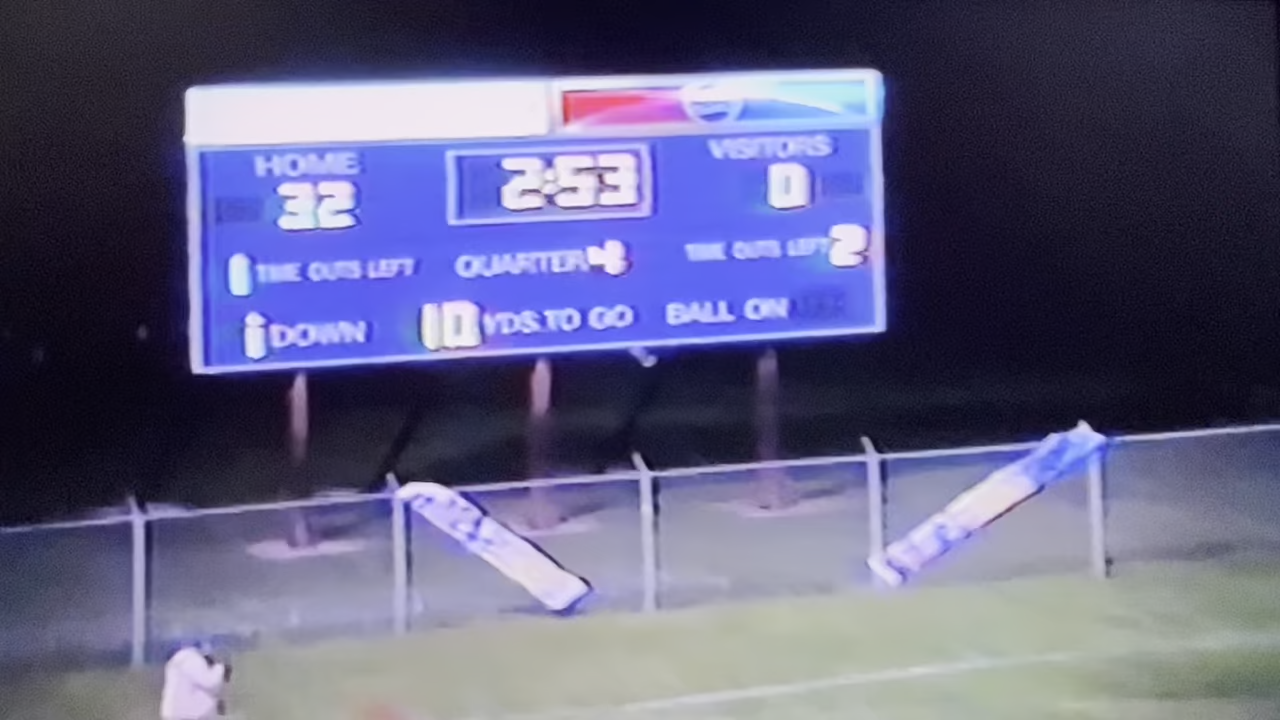 HOME 2:53 VISITORS
32 0
1 TIME OUTS LEFT QUARTER 4 TIME OUTS LEFT 2
1 DOWN 10 YDS TO GO BALL ON